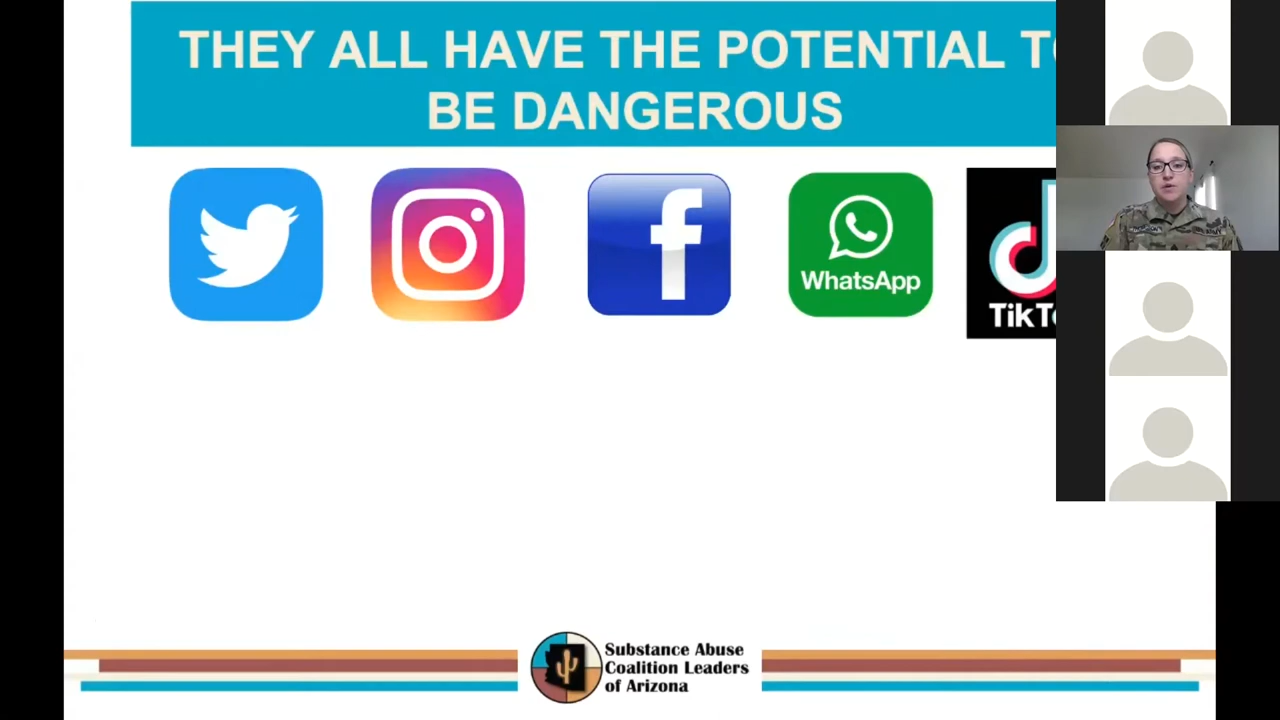 THEY ALL HAVE THE POTENTIAL T
BE DANGEROUS
WhatsApp
TikT
Substance Abuse
Coalition Leaders
of Arizona